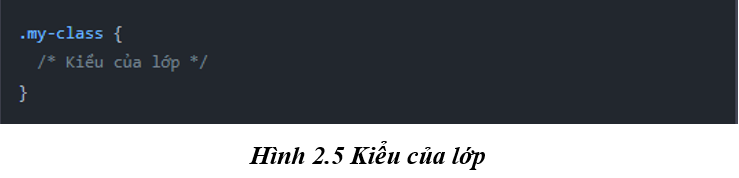 .my-class {
/* Kiểu của lớp */
}
Hình 2.5 Kiểu của lớp